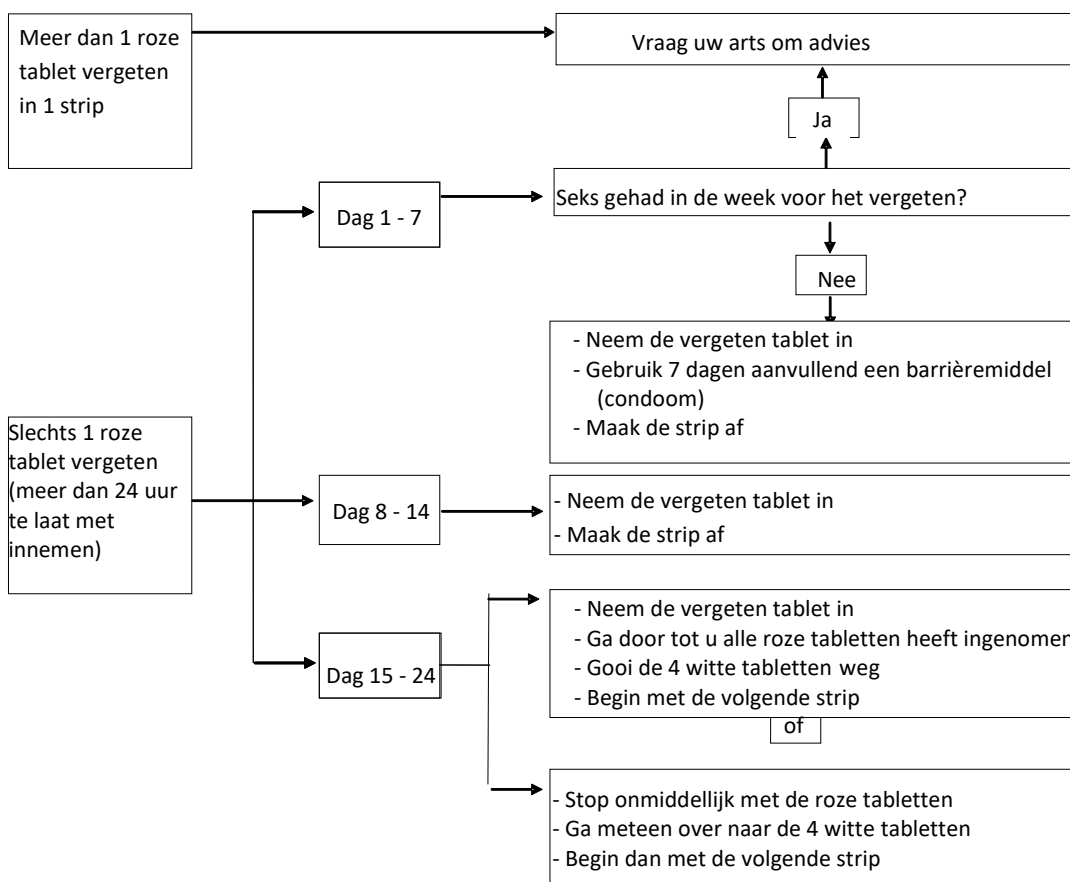 Meer dan 1 roze
tablet vergeten
in 1 strip
Vraag uw arts om advies
Ja
Seks gehad in de week voor het vergeten?
Dag 1 - 7
Nee
- Neem de vergeten tablet in
- Gebruik 7 dagen aanvullend een barrièremiddel
(condoom)
- Maak de strip af
Slechts 1 roze
tablet vergeten
(meer dan 24 uur
te laat met
innemen)
Dag 8 - 14
- Neem de vergeten tablet in
- Maak de strip af
Dag 15 - 24
- Neem de vergeten tablet in
- Ga door tot u alle roze tabletten heeft ingenomen
- Gooi de 4 witte tabletten weg
- Begin met de volgende strip
of
- Stop onmiddellijk met de roze tabletten
- Ga meteen over naar de 4 witte tabletten
- Begin dan met de volgende strip